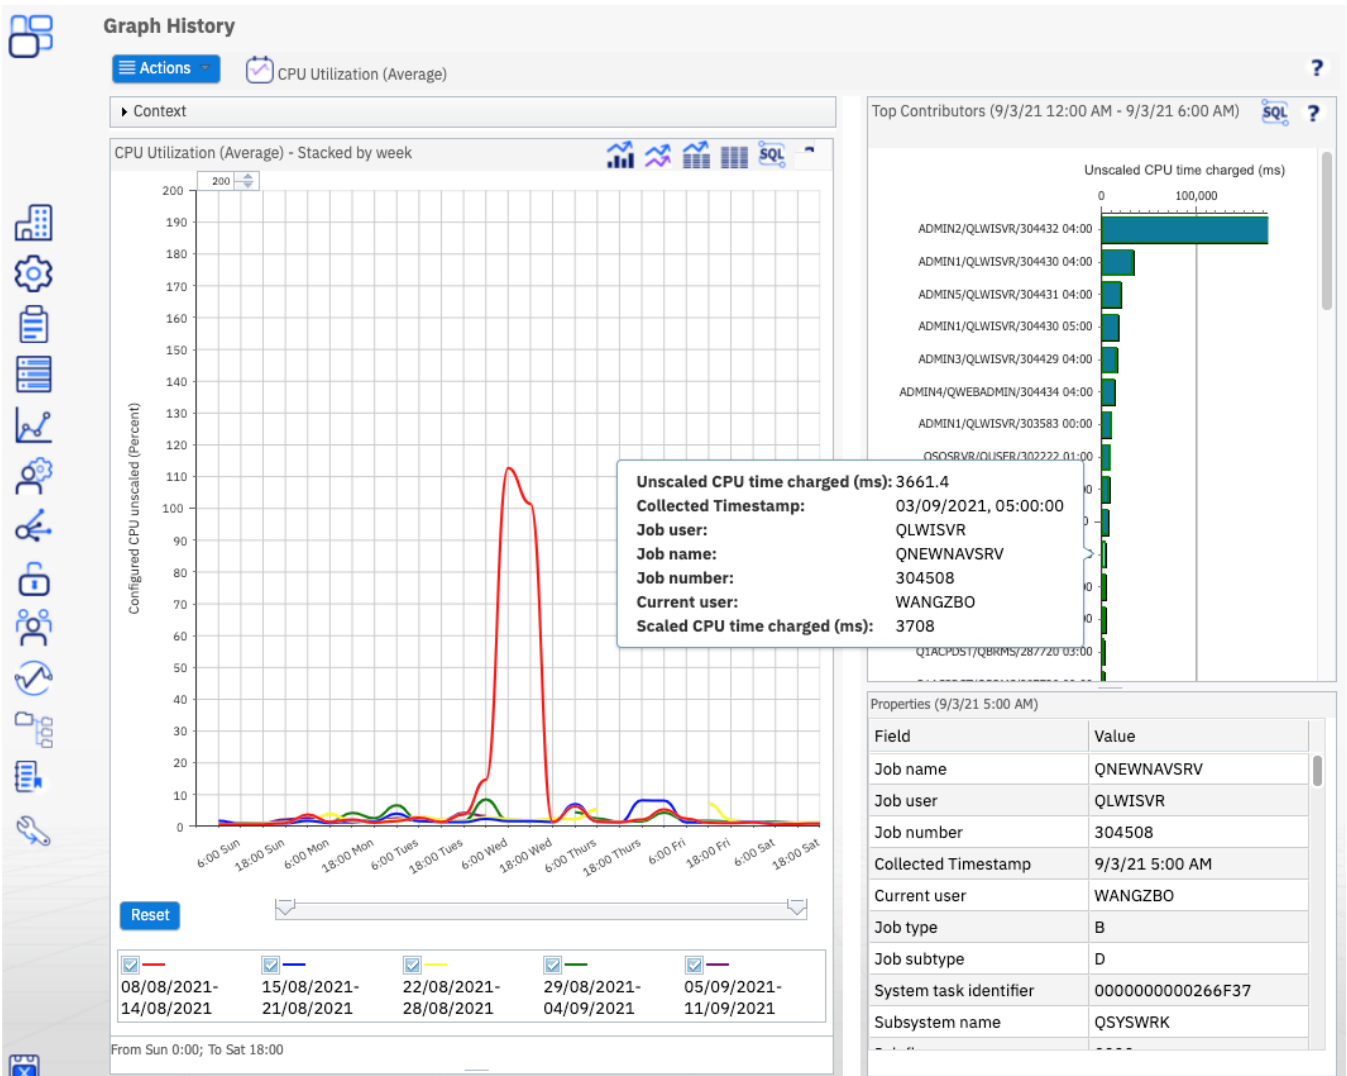 Graph History
Actions
CPU Utilization (Average)
?
Context
CPU Utilization (Average) - Stacked by week
SQL
200
200
190
180
170
160
150
140
130
120
110
100
90
80
70
60
50
40
30
20
10
0
Configured CPU unscaled (Percent)
6:00 Sun
18:00 Sun
6:00 Mon
18:00 Mon
6:00 Tues
18:00 Tues
6:00 Wed
18:00 Wed
6:00 Thurs
18:00 Thurs
6:00 Fri
18:00 Fri
6:00 Sat
18:00 Sat
Reset
08/08/2021-
14/08/2021
15/08/2021-
21/08/2021
22/08/2021-
28/08/2021
29/08/2021-
04/09/2021
05/09/2021-
11/09/2021
From Sun 0:00; To Sat 18:00
Top Contributors (9/3/21 12:00 AM - 9/3/21 6:00 AM)
SQL
?
Unscaled CPU time charged (ms)
0 100,000
ADMIN2/QLWISVR/304432 04:00
ADMIN1/QLWISVR/304430 04:00
ADMIN5/QLWISVR/304431 04:00
ADMIN1/QLWISVR/304430 05:00
ADMIN3/QLWISVR/304429 04:00
ADMIN4/QWEBADMIN/304434 04:00
ADMIN1/QLWISVR/303583 00:00
QSQSRVR/QUSER/302222 01:00
Unscaled CPU time charged (ms): 3661.4
Collected Timestamp: 03/09/2021, 05:00:00
Job user: QLWISVR
Job name: QNEWNAVSRV
Job number: 304508
Current user: WANGZBO
Scaled CPU time charged (ms): 3708
Q1ACPDST/QBRMS/287720 03:00
Properties (9/3/21 5:00 AM)
Field Value
Job name QNEWNAVSRV
Job user QLWISVR
Job number 304508
Collected Timestamp 9/3/21 5:00 AM
Current user WANGZBO
Job type B
Job subtype D
System task identifier 0000000000266F37
Subsystem name QSYSWRK